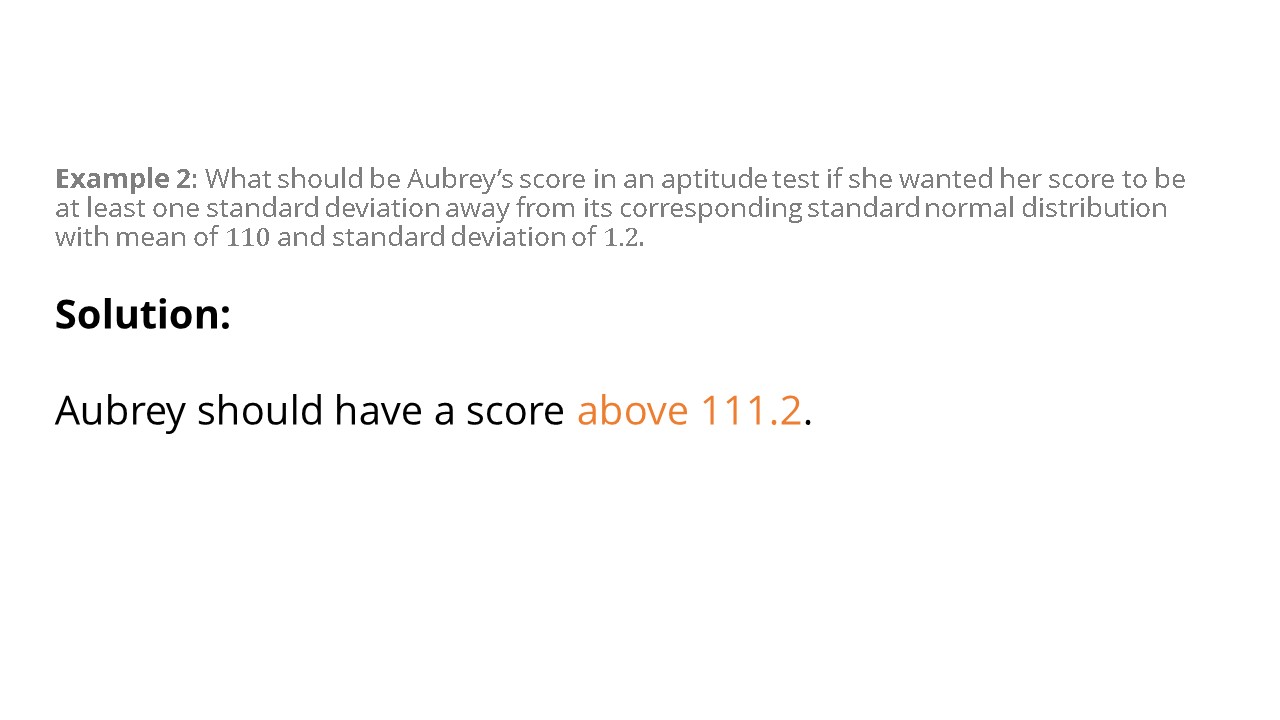 Example 2: What should be Aubrey’s score in an aptitude test if she wanted her score to be
at least one standard deviation away from its corresponding standard normal distribution
with mean of 110 and standard deviation of 1.2.
Solution:
Aubrey should have a score above 111.2.